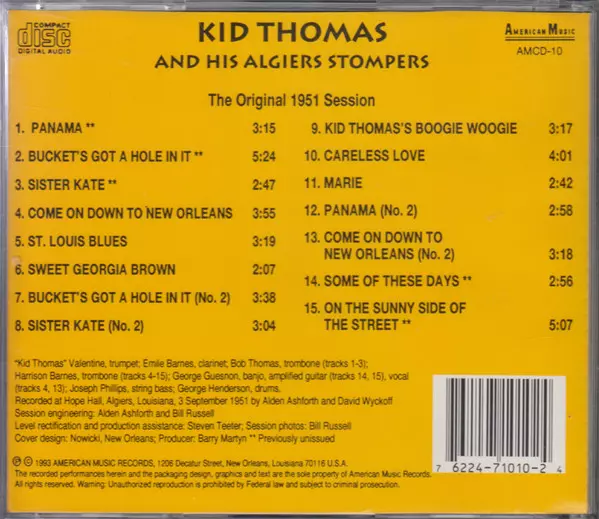 COMPACT
disc
DIGITAL AUDIO
KID THOMAS
AND HIS ALGIERS STOMPERS
AMERICAN MUSIC
AMCD-10
The Original 1951 Session
1. PANAMA ** 3:15
2. BUCKET'S GOT A HOLE IN IT ** 5:24
3. SISTER KATE ** 2:47
4. COME ON DOWN TO NEW ORLEANS 3:55
5. ST. LOUIS BLUES 3:19
6. SWEET GEORGIA BROWN 2:07
7. BUCKET'S GOT A HOLE IN IT (No. 2) 3:38
8. SISTER KATE (No. 2) 3:04
9. KID THOMAS'S BOOGIE WOOGIE 3:17
10. CARELESS LOVE 4:01
11. MARIE 2:42
12. PANAMA (No. 2) 2:58
13. COME ON DOWN TO
NEW ORLEANS (No. 2) 3:18
14. SOME OF THESE DAYS ** 2:56
15. ON THE SUNNY SIDE OF
THE STREET ** 5:07
"Kid Thomas" Valentine, trumpet; Emile Barnes, clarinet; Bob Thomas, trombone (tracks 1-3);
Harrison Barnes, trombone (tracks 4-15); George Guesnon, banjo, amplified guitar (tracks 14, 15), vocal
(tracks 4, 13); Joseph Phillips, string bass; George Henderson, drums.
Recorded at Hope Hall, Algiers, Louisiana, 3 September 1951 by Alden Ashforth and David Wyckoff
Session engineering: Alden Ashforth and Bill Russell
Level rectification and production assistance: Steven Teeter; Session photos: Bill Russell
Cover design: Nowicki, New Orleans; Producer: Barry Martyn ** Previously unissued
℗ © 1993 AMERICAN MUSIC RECORDS, 1206 Decatur Street, New Orleans, Louisiana 70116 U.S.A.
The recorded performances herein and the packaging design, graphics and text are the sole property of American Music Records.
All rights reserved. Warning: Unauthorized reproduction is prohibited by Federal law and subject to criminal prosecution.
7 62247-71010-2 4